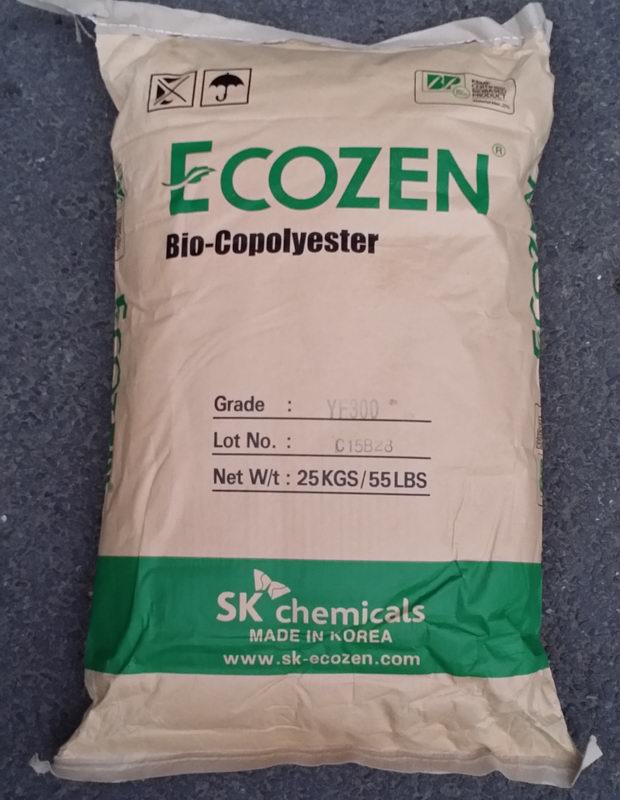 ECOZEN®
Bio-Copolyester
Grade : YF300
Lot No. : C15B28
Net W/t : 25KGS/55LBS
SK chemicals
MADE IN KOREA
www.sk-ecozen.com